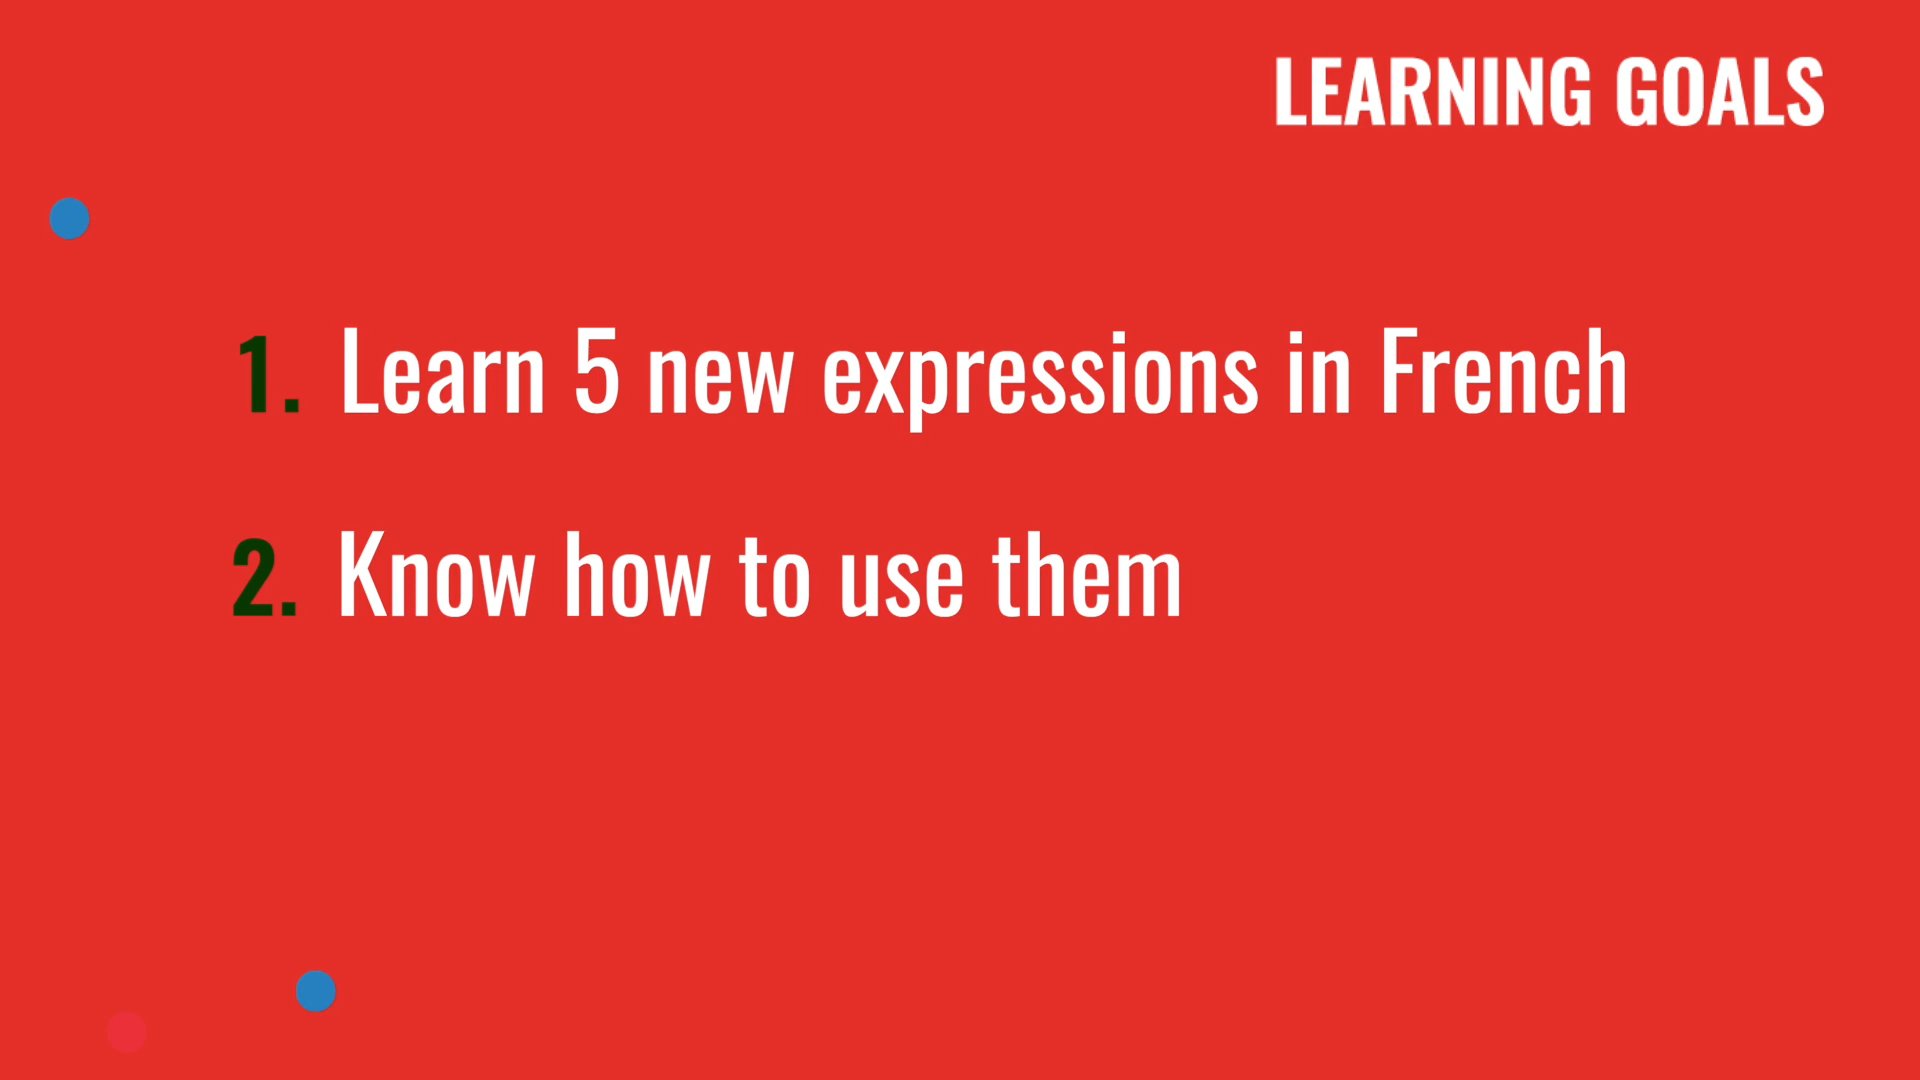 LEARNING GOALS
1. Learn 5 new expressions in French
2. Know how to use them